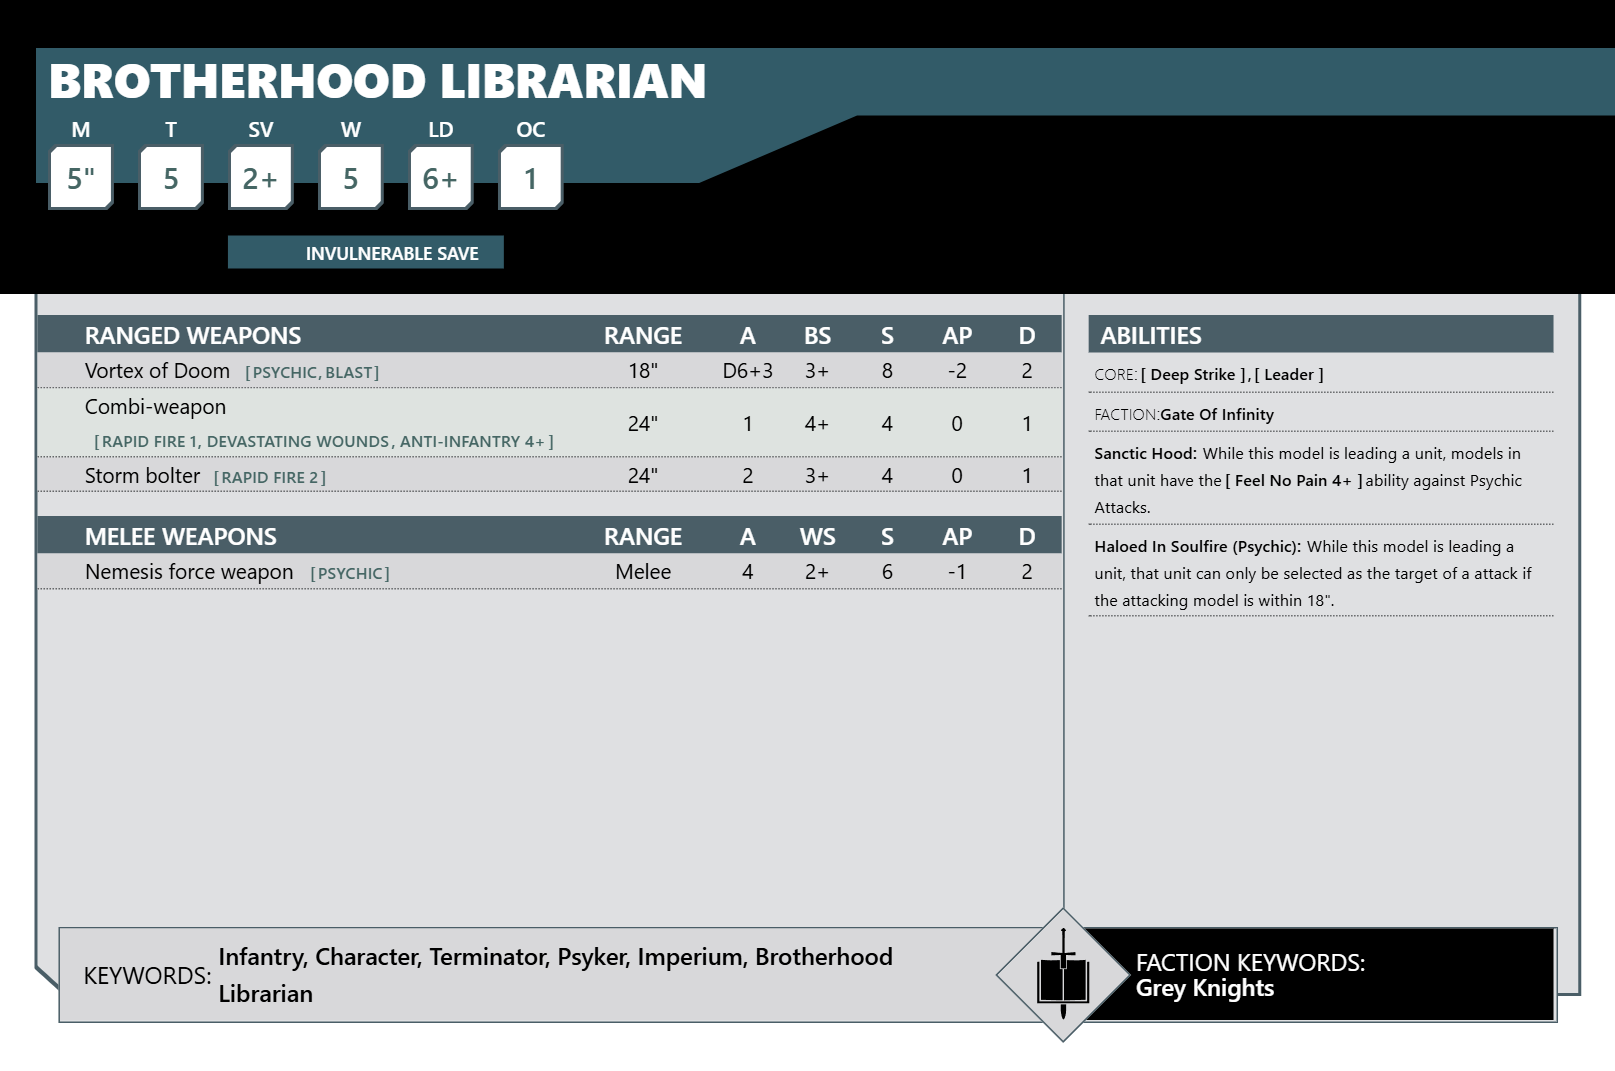 BROTHERHOOD LIBRARIAN
M T SV W LD OC
5" 5 2+ 5 6+ 1
INVULNERABLE SAVE
RANGED WEAPONS RANGE A BS S AP D
Vortex of Doom [PSYCHIC, BLAST] 18" D6+3 3+ 8 -2 2
Combi-weapon
[RAPID FIRE 1, DEVASTATING WOUNDS, ANTI-INFANTRY 4+] 24" 1 4+ 4 0 1
Storm bolter [RAPID FIRE 2] 24" 2 3+ 4 0 1
MELEE WEAPONS RANGE A WS S AP D
Nemesis force weapon [PSYCHIC] Melee 4 2+ 6 -1 2
ABILITIES
CORE: [ Deep Strike ], [ Leader ]
FACTION:Gate Of Infinity
Sanctic Hood: While this model is leading a unit, models in
that unit have the [ Feel No Pain 4+ ] ability against Psychic
Attacks.
Haloed In Soulfire (Psychic): While this model is leading a
unit, that unit can only be selected as the target of a attack if
the attacking model is within 18".
KEYWORDS: Infantry, Character, Terminator, Psyker, Imperium, Brotherhood
Librarian
FACTION KEYWORDS:
Grey Knights